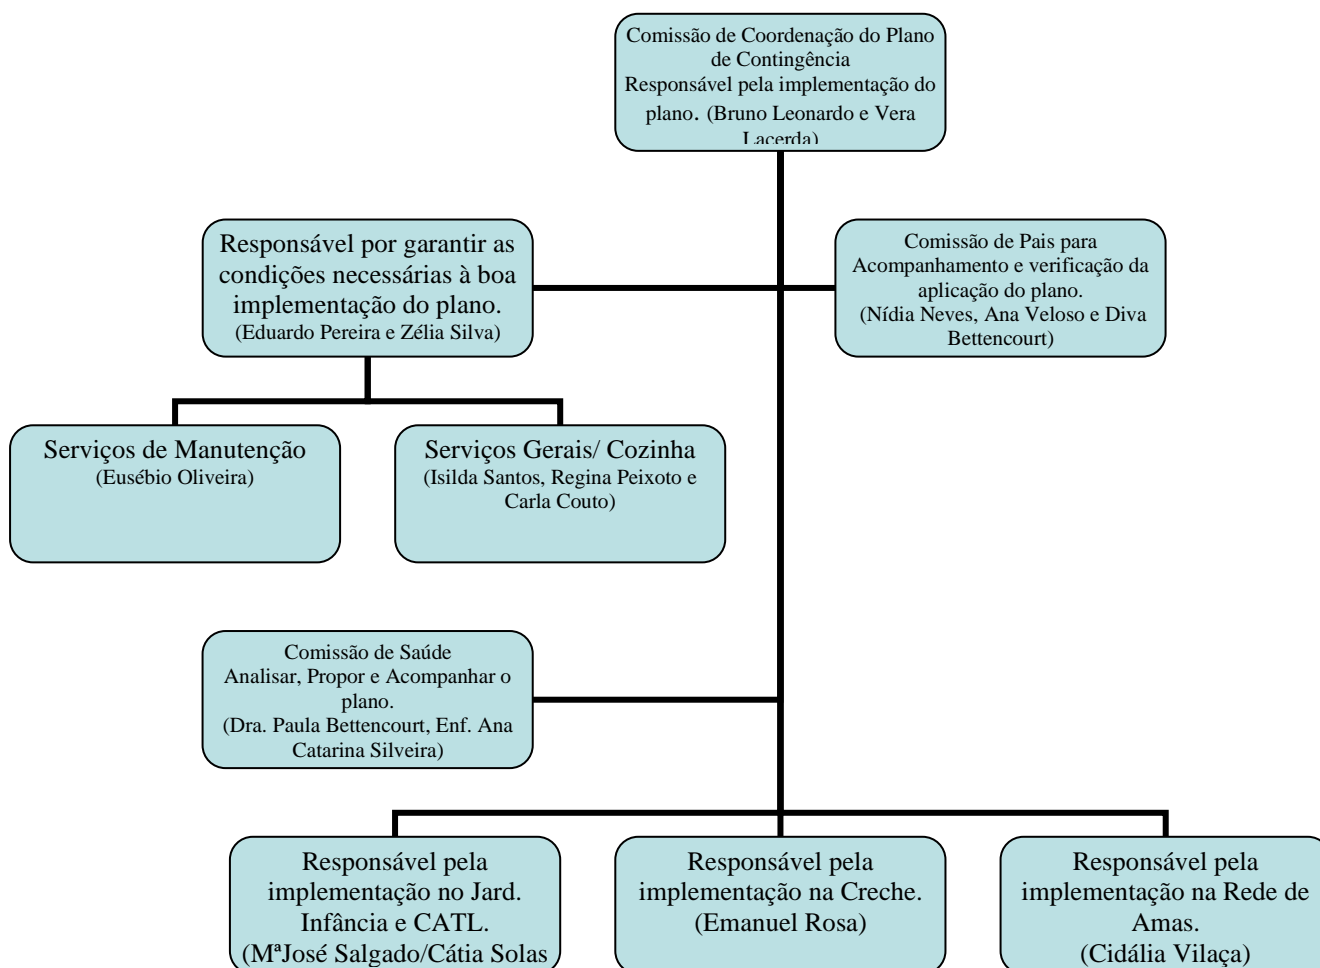 Comissão de Coordenação do Plano
de Contingência
Responsável pela implementação do
plano. (Bruno Leonardo e Vera
Lacerda)
Responsável por garantir as
condições necessárias à boa
implementação do plano.
(Eduardo Pereira e Zélia Silva)
Comissão de Pais para
Acompanhamento e verificação da
aplicação do plano.
(Nídia Neves, Ana Veloso e Diva
Bettencourt)
Serviços de Manutenção
(Eusébio Oliveira)
Serviços Gerais/ Cozinha
(Isilda Santos, Regina Peixoto e
Carla Couto)
Comissão de Saúde
Analisar, Propor e Acompanhar o
plano.
(Dra. Paula Bettencourt, Enf. Ana
Catarina Silveira)
Responsável pela
implementação no Jard.
Infância e CATL.
(MªJosé Salgado/Cátia Solas
Responsável pela
implementação na Creche.
(Emanuel Rosa)
Responsável pela
implementação na Rede de
Amas.
(Cidália Vilaça)